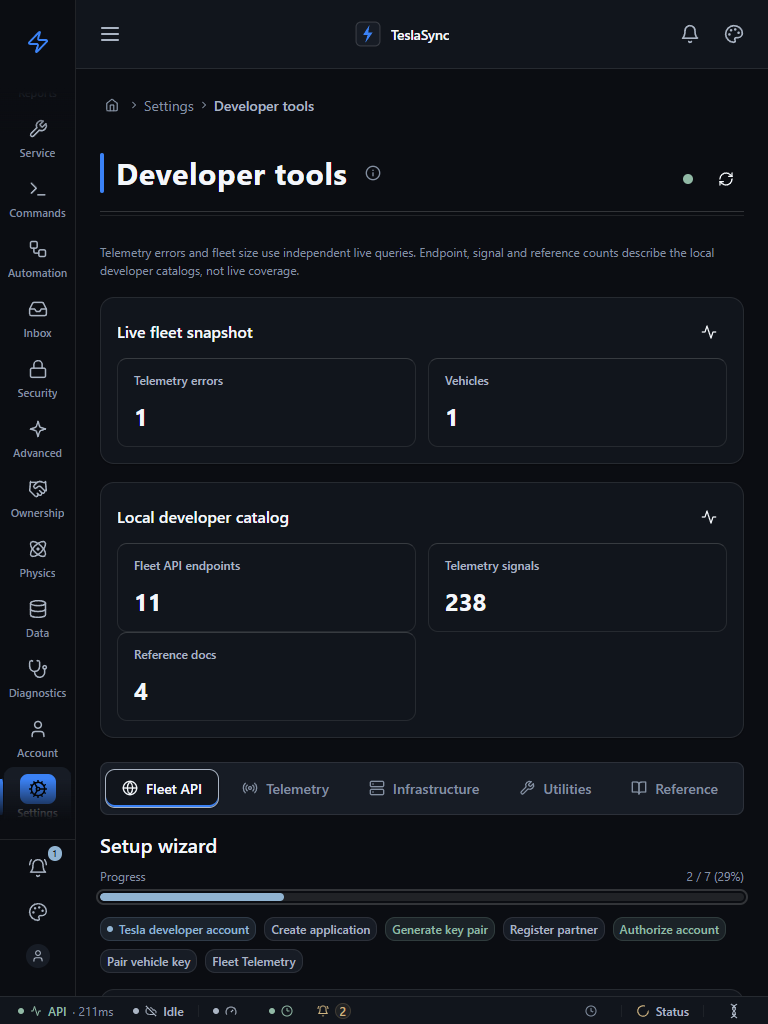 TeslaSync
Reports
Service
Commands
Automation
Inbox
Security
Advanced
Ownership
Physics
Data
Diagnostics
Account
Settings
1
Settings
Developer tools
Developer tools
Telemetry errors and fleet size use independent live queries. Endpoint, signal and reference counts describe the local
developer catalogs, not live coverage.
Live fleet snapshot
Telemetry errors
1
Vehicles
1
Local developer catalog
Fleet API endpoints
11
Telemetry signals
238
Reference docs
4
Fleet API
Telemetry
Infrastructure
Utilities
Reference
Setup wizard
Progress
2 / 7 (29%)
Tesla developer account
Create application
Generate key pair
Register partner
Authorize account
Pair vehicle key
Fleet Telemetry
API · 211ms
Idle
2
Status